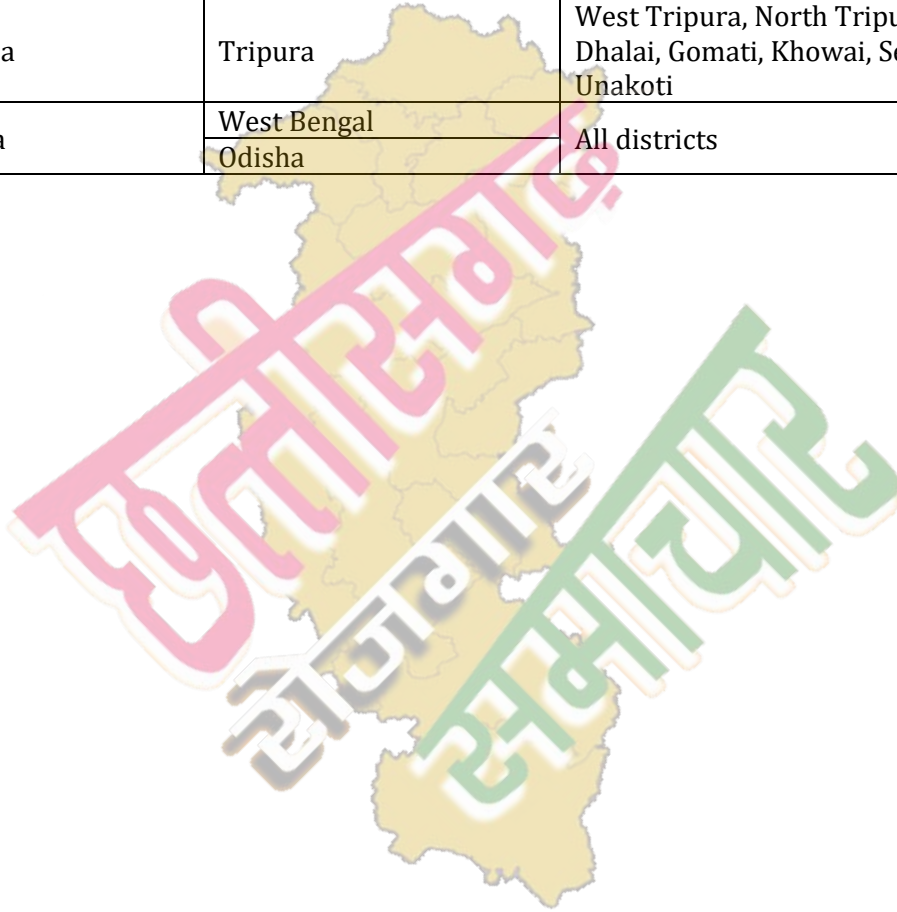 West Tripura, North
Tripura
Dhalai, Gomati, Khowai,
Unakoti
West Bengal
Odisha
All districts
छत्तीसगढ़
रोजगार
समाचार